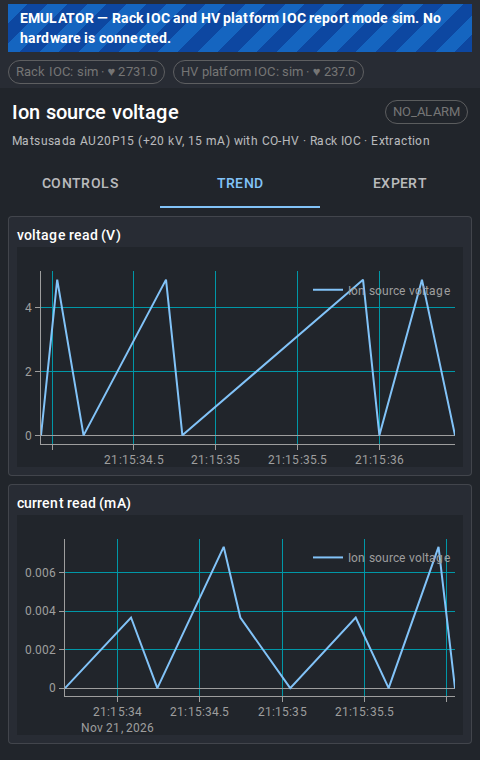 EMULATOR — Rack IOC and HV platform IOC report mode sim. No
hardware is connected.
Rack IOC: sim · ♥ 2731.0
HV platform IOC: sim · ♥ 237.0
Ion source voltage
NO_ALARM
Matsusada AU20P15 (+20 kV, 15 mA) with CO-HV · Rack IOC · Extraction
CONTROLS
TREND
EXPERT
voltage read (V)
Ion source voltage
4
2
0
21:15:34.5
21:15:35
21:15:35.5
21:15:36
current read (mA)
Ion source voltage
0.006
0.004
0.002
0
21:15:34
21:15:34.5
21:15:35
21:15:35.5
Nov 21, 2026